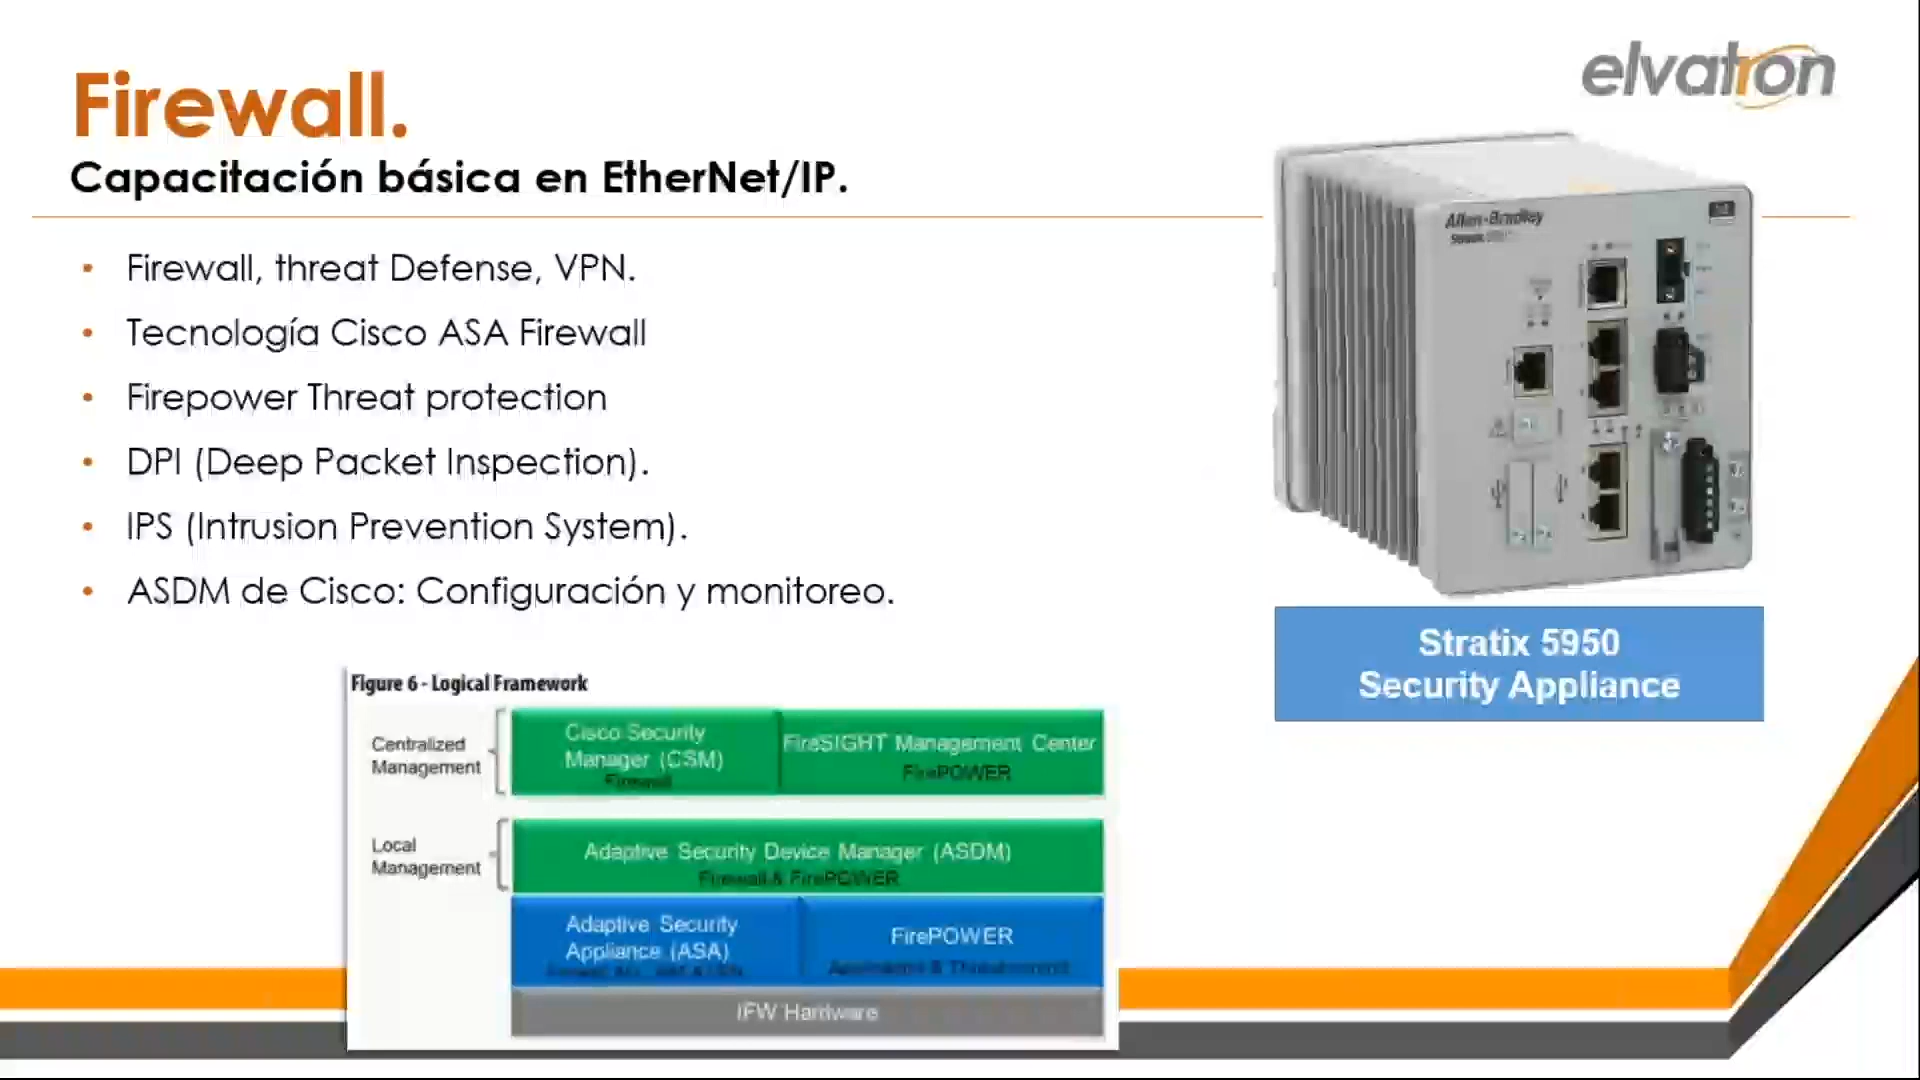 elvatron
Firewall.
Capacitación básica en EtherNet/IP.
• Firewall, threat Defense, VPN.
• Tecnología Cisco ASA Firewall
• Firepower Threat protection
• DPI (Deep Packet Inspection).
• IPS (Intrusion Prevention System).
• ASDM de Cisco: Configuración y monitoreo.
Allen-Bradley
Stratix
Stratix 5950
Security Appliance
Figure 6 - Logical Framework
Centralized
Management
Cisco Security
Manager (CSM)
Firewall
FireSIGHT Management Center
FirePOWER
Local
Management
Adaptive Security Device Manager (ASDM)
Firewall & FirePOWER
Adaptive Security
Appliance (ASA)
FirePOWER
IFW Hardware